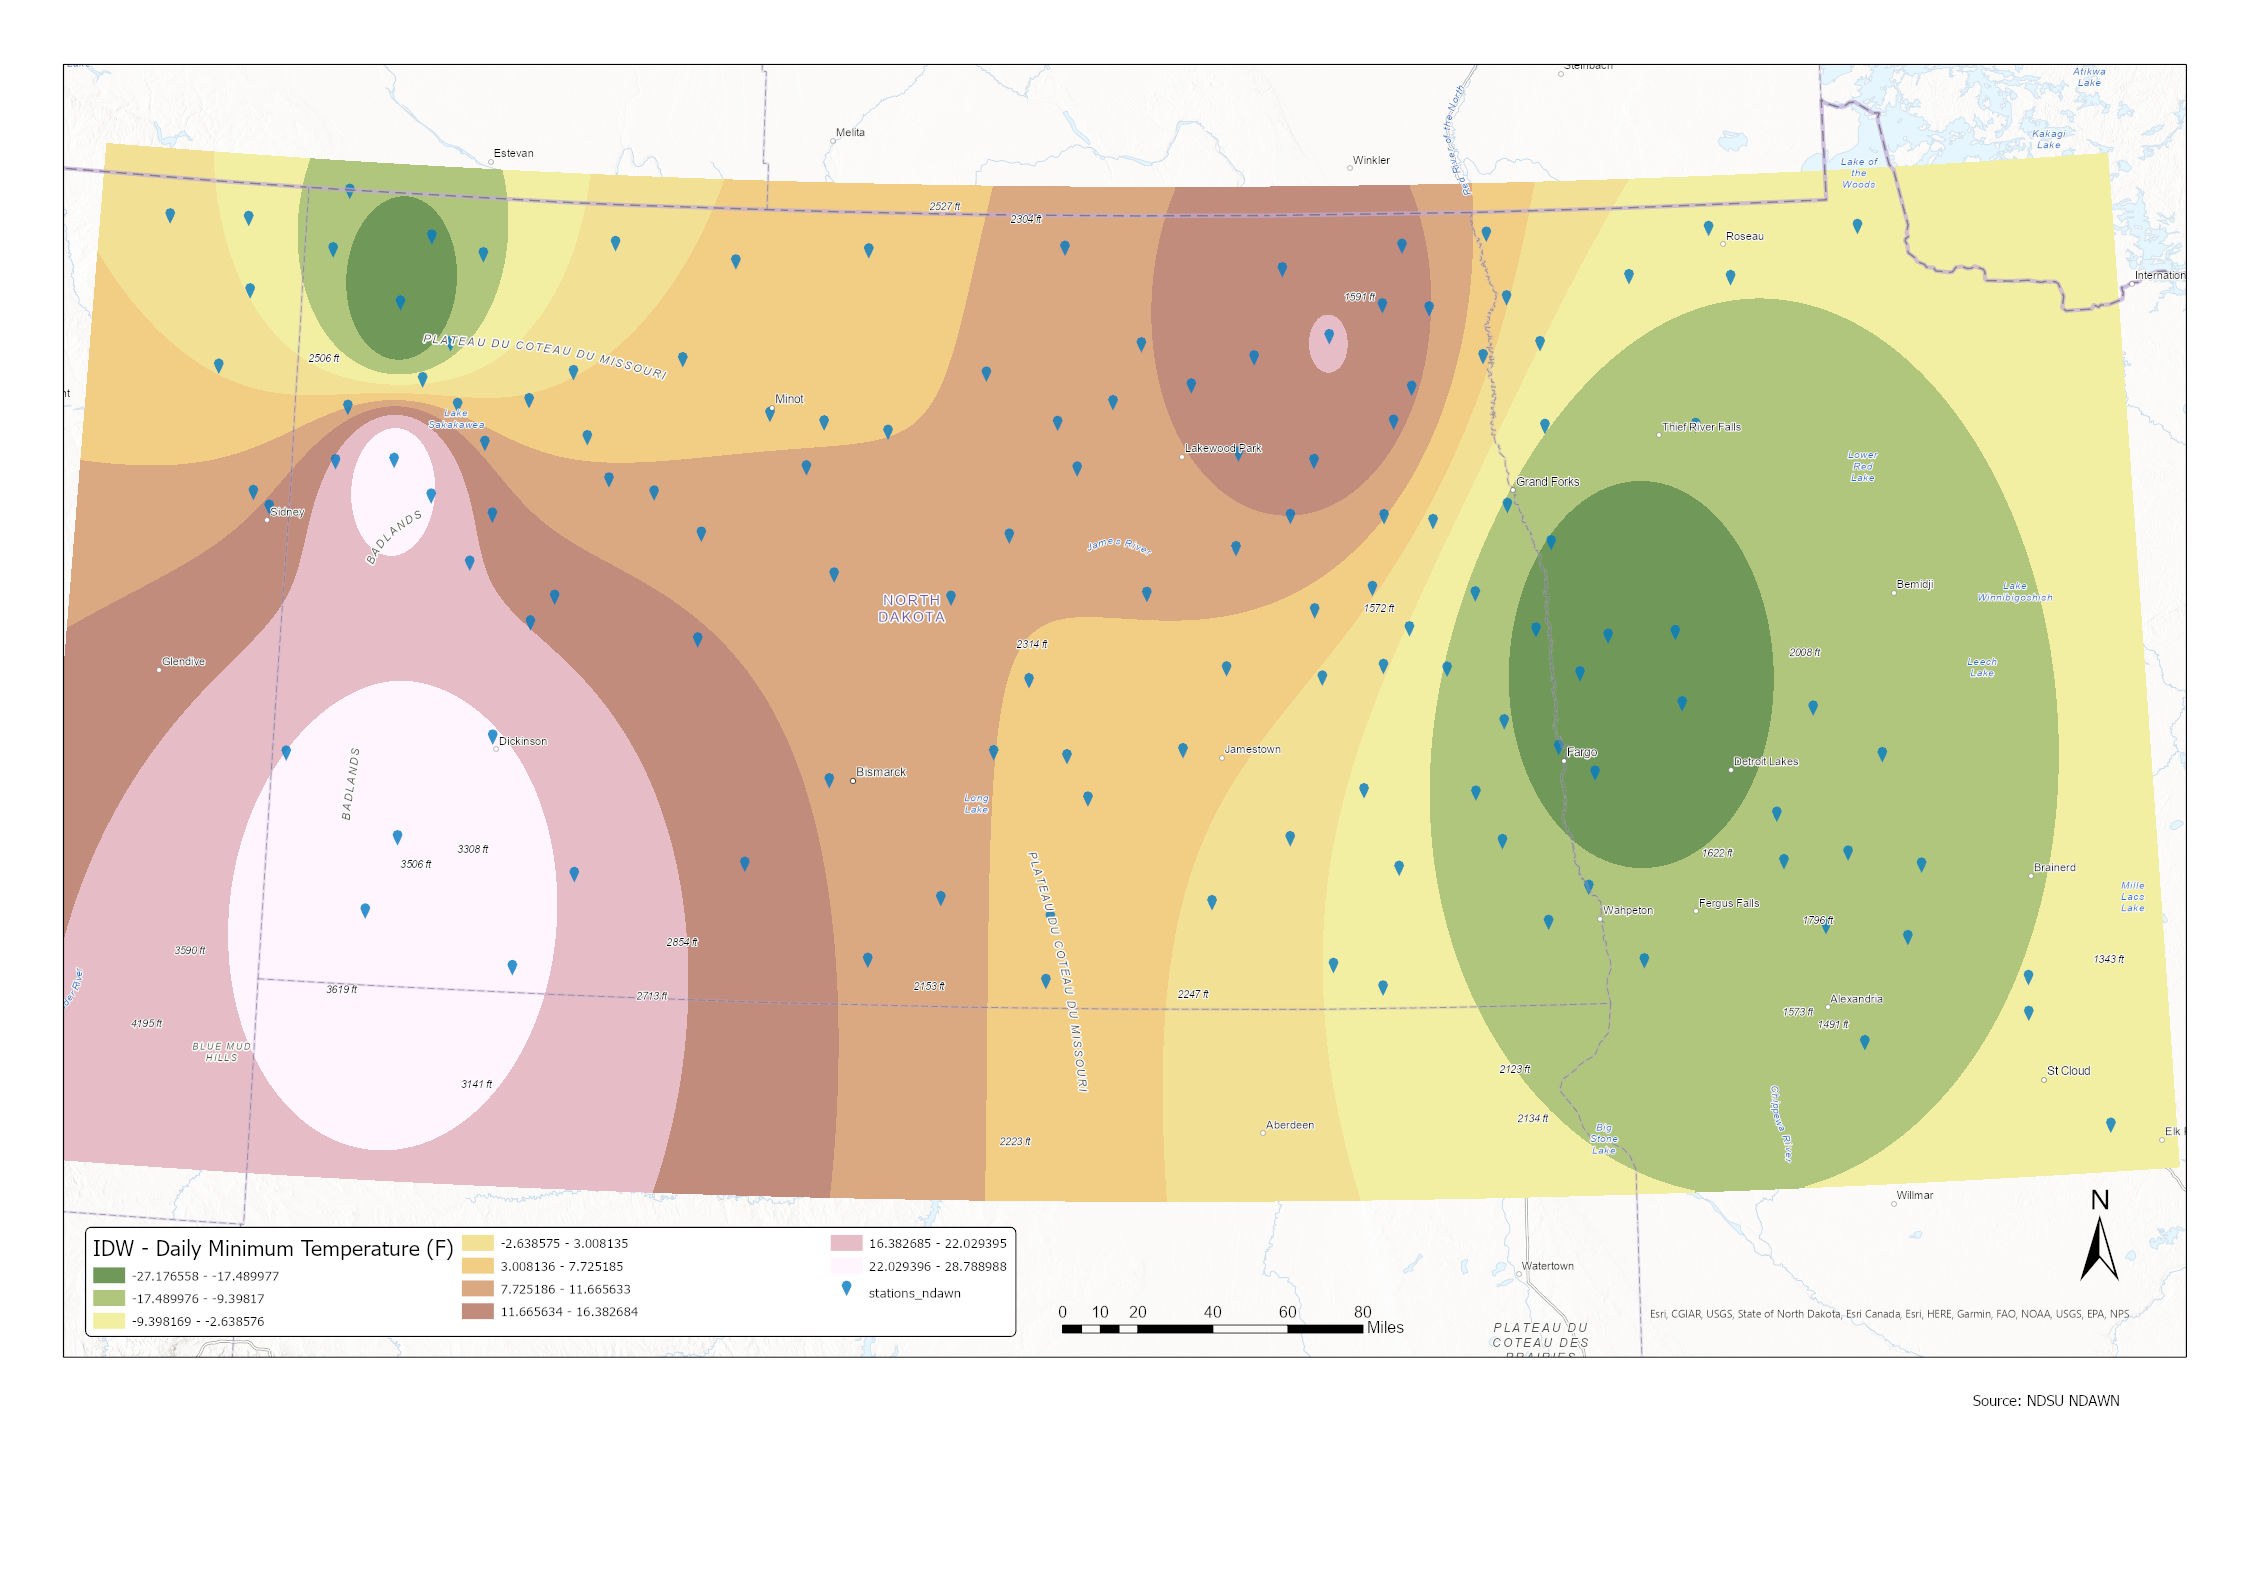 Steinbach
Atikwa
Lake
Red River of the North
Melita
Kakagi
Lake
Estevan
Winkler
Lake of
the
Woods
2527 ft
2304 ft
Roseau
Internation
1591 ft
PLATEAU DU COTEAU DU MISSOURI
2506 ft
nt
Minot
Lake
Sakakawea
Thief River Falls
Lakewood Park
Lower
Red
Lake
Grand Forks
Sidney
BADLANDS
James River
Bemidji
Lake
Winnibigoshish
NORTH
DAKOTA
1572 ft
2314 ft
2008 ft
Glendive
Leech
Lake
Dickinson
Jamestown
Fargo
Detroit Lakes
BADLANDS
Bismarck
Long
Lake
3308 ft
3506 ft
1622 ft
Brainerd
PLATEAU DU COTEAU DU MISSOURI
Mille
Lacs
Lake
Wahpeton
Fergus Falls
1796 ft
3590 ft
2854 ft
1343 ft
3619 ft
2713 ft
2153 ft
2247 ft
Alexandria
1573 ft
1491 ft
4195 ft
BLUE MUD
HILLS
2123 ft
St Cloud
3141 ft
2134 ft
Chippewa River
Aberdeen
Big
Stone
Lake
2223 ft
Elk
Willmar
N
IDW - Daily Minimum Temperature (F)
-27.176558 - -17.489977
-17.489976 - -9.39817
-9.398169 - -2.638576
-2.638575 - 3.008135
3.008136 - 7.725185
7.725186 - 11.665633
11.665634 - 16.382684
16.382685 - 22.029395
22.029396 - 28.788988
stations_ndawn
Watertown
0 10 20 40 60 80
Miles
PLATEAU DU
COTEAU DES
PRAIRIES
Esri, CGIAR, USGS, State of North Dakota, Esri Canada, Esri, HERE, Garmin, FAO, NOAA, USGS, EPA, NPS
Source: NDSU NDAWN